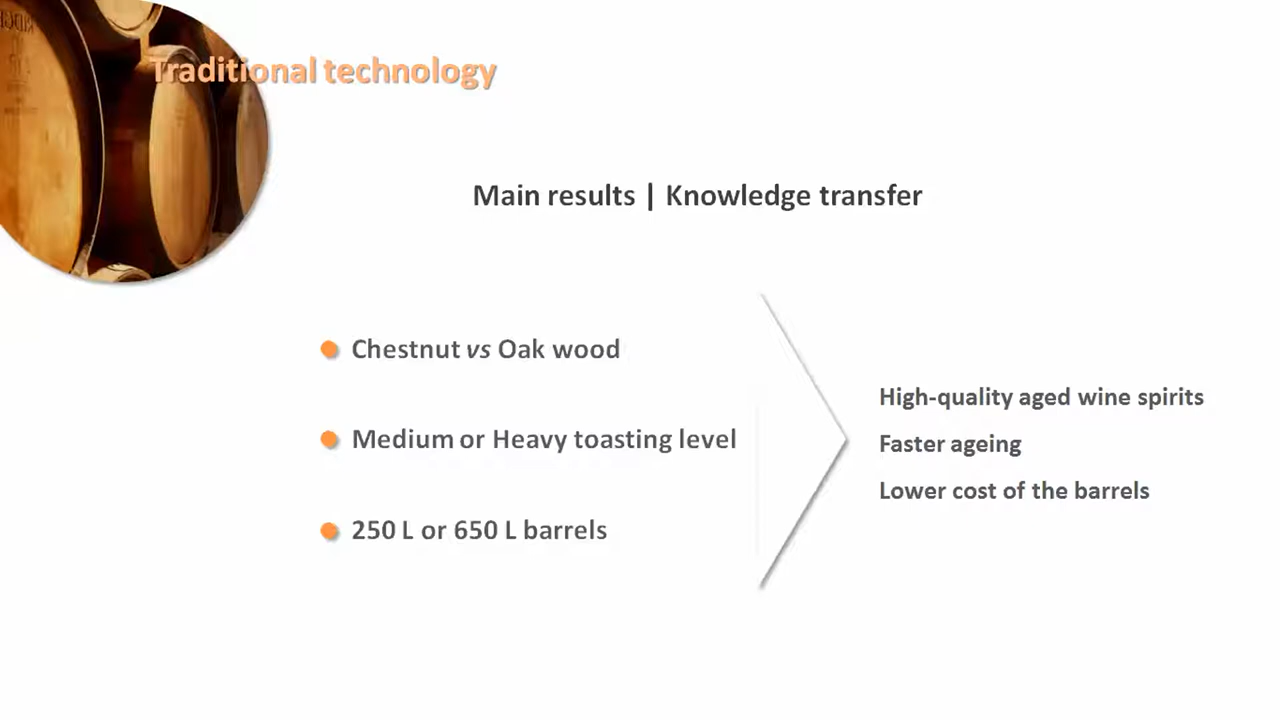 Traditional technology
Main results | Knowledge transfer
Chestnut vs Oak wood
Medium or Heavy toasting level
250 L or 650 L barrels
High-quality aged wine spirits
Faster ageing
Lower cost of the barrels